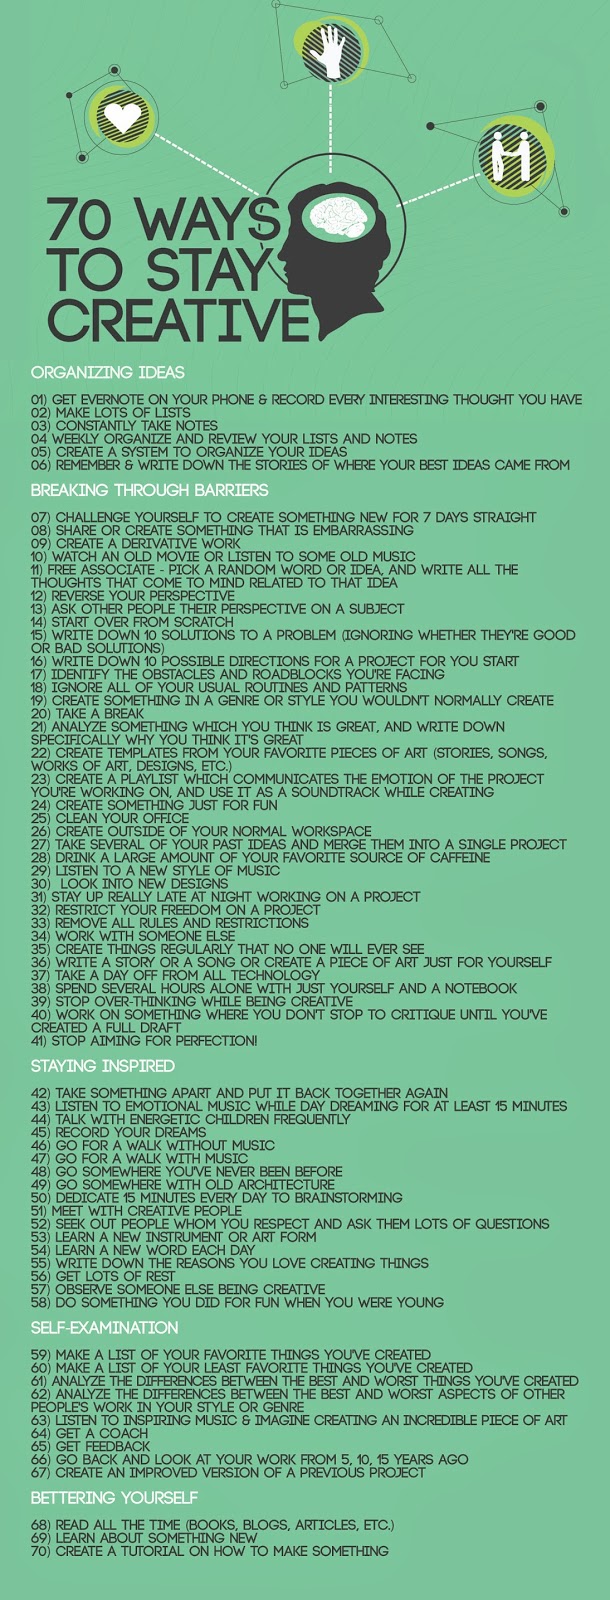 70 WAYS
TO STAY
CREATIVE
ORGANIZING IDEAS
01) GET EVERNOTE ON YOUR PHONE & RECORD EVERY INTERESTING THOUGHT YOU HAVE
02) MAKE LOTS OF LISTS
03) CONSTANTLY TAKE NOTES
04 WEEKLY ORGANIZE AND REVIEW YOUR LISTS AND NOTES
05) CREATE A SYSTEM TO ORGANIZE YOUR IDEAS
06) REMEMBER & WRITE DOWN THE STORIES OF WHERE YOUR BEST IDEAS CAME FROM
BREAKING THROUGH BARRIERS
07) CHALLENGE YOURSELF TO CREATE SOMETHING NEW FOR 7 DAYS STRAIGHT
08) SHARE OR CREATE SOMETHING THAT IS EMBARRASSING
09) CREATE A DERIVATIVE WORK
10) WATCH AN OLD MOVIE OR LISTEN TO SOME OLD MUSIC
11) FREE ASSOCIATE - PICK A RANDOM WORD OR IDEA, AND WRITE ALL THE
THOUGHTS THAT COME TO MIND RELATED TO THAT IDEA
12) REVERSE YOUR PERSPECTIVE
13) ASK OTHER PEOPLE THEIR PERSPECTIVE ON A SUBJECT
14) START OVER FROM SCRATCH
15) WRITE DOWN 10 SOLUTIONS TO A PROBLEM (IGNORING WHETHER THEY'RE GOOD
OR BAD SOLUTIONS)
16) WRITE DOWN 10 POSSIBLE DIRECTIONS FOR A PROJECT FOR YOU START
17) IDENTIFY THE OBSTACLES AND ROADBLOCKS YOU'RE FACING
18) IGNORE ALL OF YOUR USUAL ROUTINES AND PATTERNS
19) CREATE SOMETHING IN A GENRE OR STYLE YOU WOULDN'T NORMALLY CREATE
20) TAKE A BREAK
21) ANALYZE SOMETHING WHICH YOU THINK IS GREAT, AND WRITE DOWN
SPECIFICALLY WHY YOU THINK IT'S GREAT
22) CREATE TEMPLATES FROM YOUR FAVORITE PIECES OF ART (STORIES, SONGS,
WORKS OF ART, DESIGNS, ETC.)
23) CREATE A PLAYLIST WHICH COMMUNICATES THE EMOTION OF THE PROJECT
YOU'RE WORKING ON, AND USE IT AS A SOUNDTRACK WHILE CREATING
24) CREATE SOMETHING JUST FOR FUN
25) CLEAN YOUR OFFICE
26) CREATE OUTSIDE OF YOUR NORMAL WORKSPACE
27) TAKE SEVERAL OF YOUR PAST IDEAS AND MERGE THEM INTO A SINGLE PROJECT
28) DRINK A LARGE AMOUNT OF YOUR FAVORITE SOURCE OF CAFFEINE
29) LISTEN TO A NEW STYLE OF MUSIC
30) LOOK INTO NEW DESIGNS
31) STAY UP REALLY LATE AT NIGHT WORKING ON A PROJECT
32) RESTRICT YOUR FREEDOM ON A PROJECT
33) REMOVE ALL RULES AND RESTRICTIONS
34) WORK WITH SOMEONE ELSE
35) CREATE THINGS REGULARLY THAT NO ONE WILL EVER SEE
36) WRITE A STORY OR A SONG OR CREATE A PIECE OF ART JUST FOR YOURSELF
37) TAKE A DAY OFF FROM ALL TECHNOLOGY
38) SPEND SEVERAL HOURS ALONE WITH JUST YOURSELF AND A NOTEBOOK
39) STOP OVER-THINKING WHILE BEING CREATIVE
40) WORK ON SOMETHING WHERE YOU DON'T STOP TO CRITIQUE UNTIL YOU'VE
CREATED A FULL DRAFT
41) STOP AIMING FOR PERFECTION!
STAYING INSPIRED
42) TAKE SOMETHING APART AND PUT IT BACK TOGETHER AGAIN
43) LISTEN TO EMOTIONAL MUSIC WHILE DAY DREAMING FOR AT LEAST 15 MINUTES
44) TALK WITH ENERGETIC CHILDREN FREQUENTLY
45) RECORD YOUR DREAMS
46) GO FOR A WALK WITHOUT MUSIC
47) GO FOR A WALK WITH MUSIC
48) GO SOMEWHERE YOU'VE NEVER BEEN BEFORE
49) GO SOMEWHERE WITH OLD ARCHITECTURE
50) DEDICATE 15 MINUTES EVERY DAY TO BRAINSTORMING
51) MEET WITH CREATIVE PEOPLE
52) SEEK OUT PEOPLE WHOM YOU RESPECT AND ASK THEM LOTS OF QUESTIONS
53) LEARN A NEW INSTRUMENT OR ART FORM
54) LEARN A NEW WORD EACH DAY
55) WRITE DOWN THE REASONS YOU LOVE CREATING THINGS
56) GET LOTS OF REST
57) OBSERVE SOMEONE ELSE BEING CREATIVE
58) DO SOMETHING YOU DID FOR FUN WHEN YOU WERE YOUNG
SELF-EXAMINATION
59) MAKE A LIST OF YOUR FAVORITE THINGS YOU'VE CREATED
60) MAKE A LIST OF YOUR LEAST FAVORITE THINGS YOU'VE CREATED
61) ANALYZE THE DIFFERENCES BETWEEN THE BEST AND WORST THINGS YOU'VE CREATED
62) ANALYZE THE DIFFERENCES BETWEEN THE BEST AND WORST ASPECTS OF OTHER
PEOPLE'S WORK IN YOUR STYLE OR GENRE
63) LISTEN TO INSPIRING MUSIC & IMAGINE CREATING AN INCREDIBLE PIECE OF ART
64) GET A COACH
65) GET FEEDBACK
66) GO BACK AND LOOK AT YOUR WORK FROM 5, 10, 15 YEARS AGO
67) CREATE AN IMPROVED VERSION OF A PREVIOUS PROJECT
BETTERING YOURSELF
68) READ ALL THE TIME (BOOKS, BLOGS, ARTICLES, ETC.)
69) LEARN ABOUT SOMETHING NEW
70) CREATE A TUTORIAL ON HOW TO MAKE SOMETHING